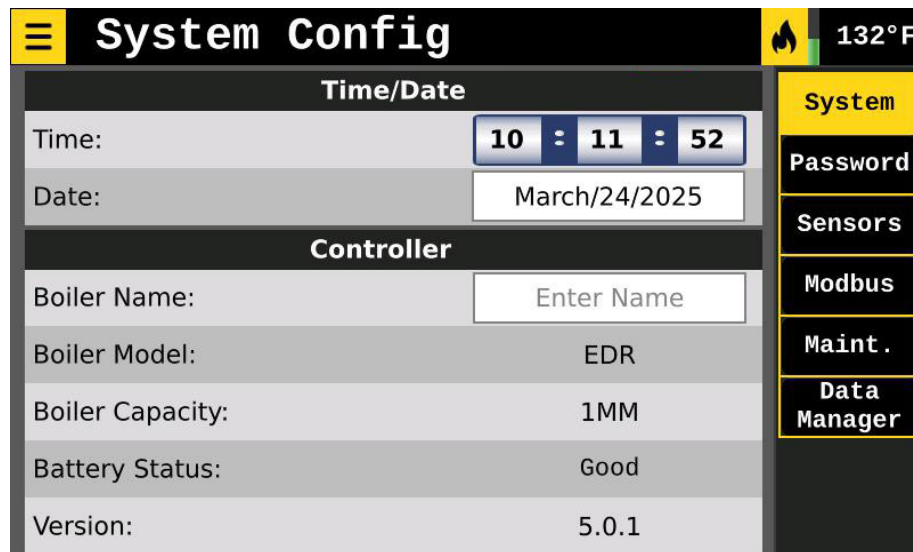 System Config
132°F
Time/Date
Time: 10 : 11 : 52
Date: March/24/2025
Controller
Boiler Name: Enter Name
Boiler Model: EDR
Boiler Capacity: 1MM
Battery Status: Good
Version: 5.0.1
System
Password
Sensors
Modbus
Maint.
Data
Manager